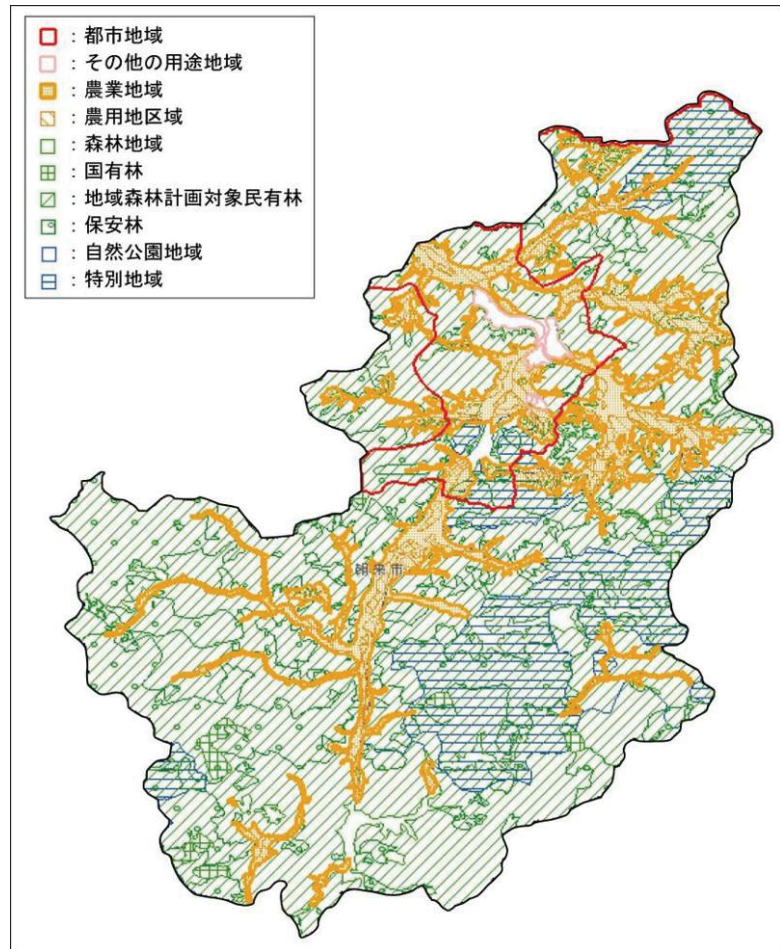 ：都市地域
：その他の用途地域
：農業地域
：農用地区域
：森林地域
：国有林
：地域森林計画対象民有林
：保安林
：自然公園地域
：特別地域
朝来市